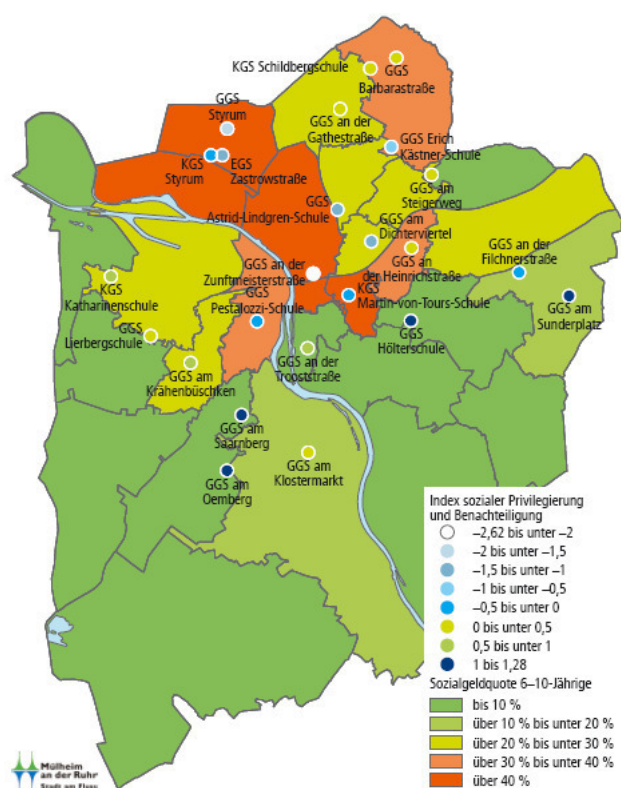 KGS Schildbergschule
GGS
Barbarastraße
GGS
Styrum
GGS an der
Gathestraße
GGS Erich
Kästner-Schule
KGS
Styrum
EGS
Zastrowstraße
GGS am
Steigerweg
GGS
Astrid-Lindgren-Schule
GGS am
Dichterviertel
GGS an der
Zunftmeisterstraße
GGS an
der Heinrichstraße
GGS an der
Filchnerstraße
KGS
Katharinenschule
GGS
Pestalozzi-Schule
KGS
Martin-von-Tours-Schule
GGS am
Sunderplatz
GGS
Lierbergschule
GGS
Hölterschule
GGS am
Krähenbüschken
GGS an der
Trooststraße
GGS am
Saarnberg
GGS am
Klostermarkt
GGS am
Oemberg
Index sozialer Privilegierung
und Benachteiligung
–2,62 bis unter –2
–2 bis unter –1,5
–1,5 bis unter –1
–1 bis unter –0,5
–0,5 bis unter 0
0 bis unter 0,5
0,5 bis unter 1
1 bis 1,28
Sozialgeldquote 6–10-Jährige
bis 10 %
über 10 % bis unter 20 %
über 20 % bis unter 30 %
über 30 % bis unter 40 %
über 40 %
Mülheim
an der Ruhr
Stadt am Fluss